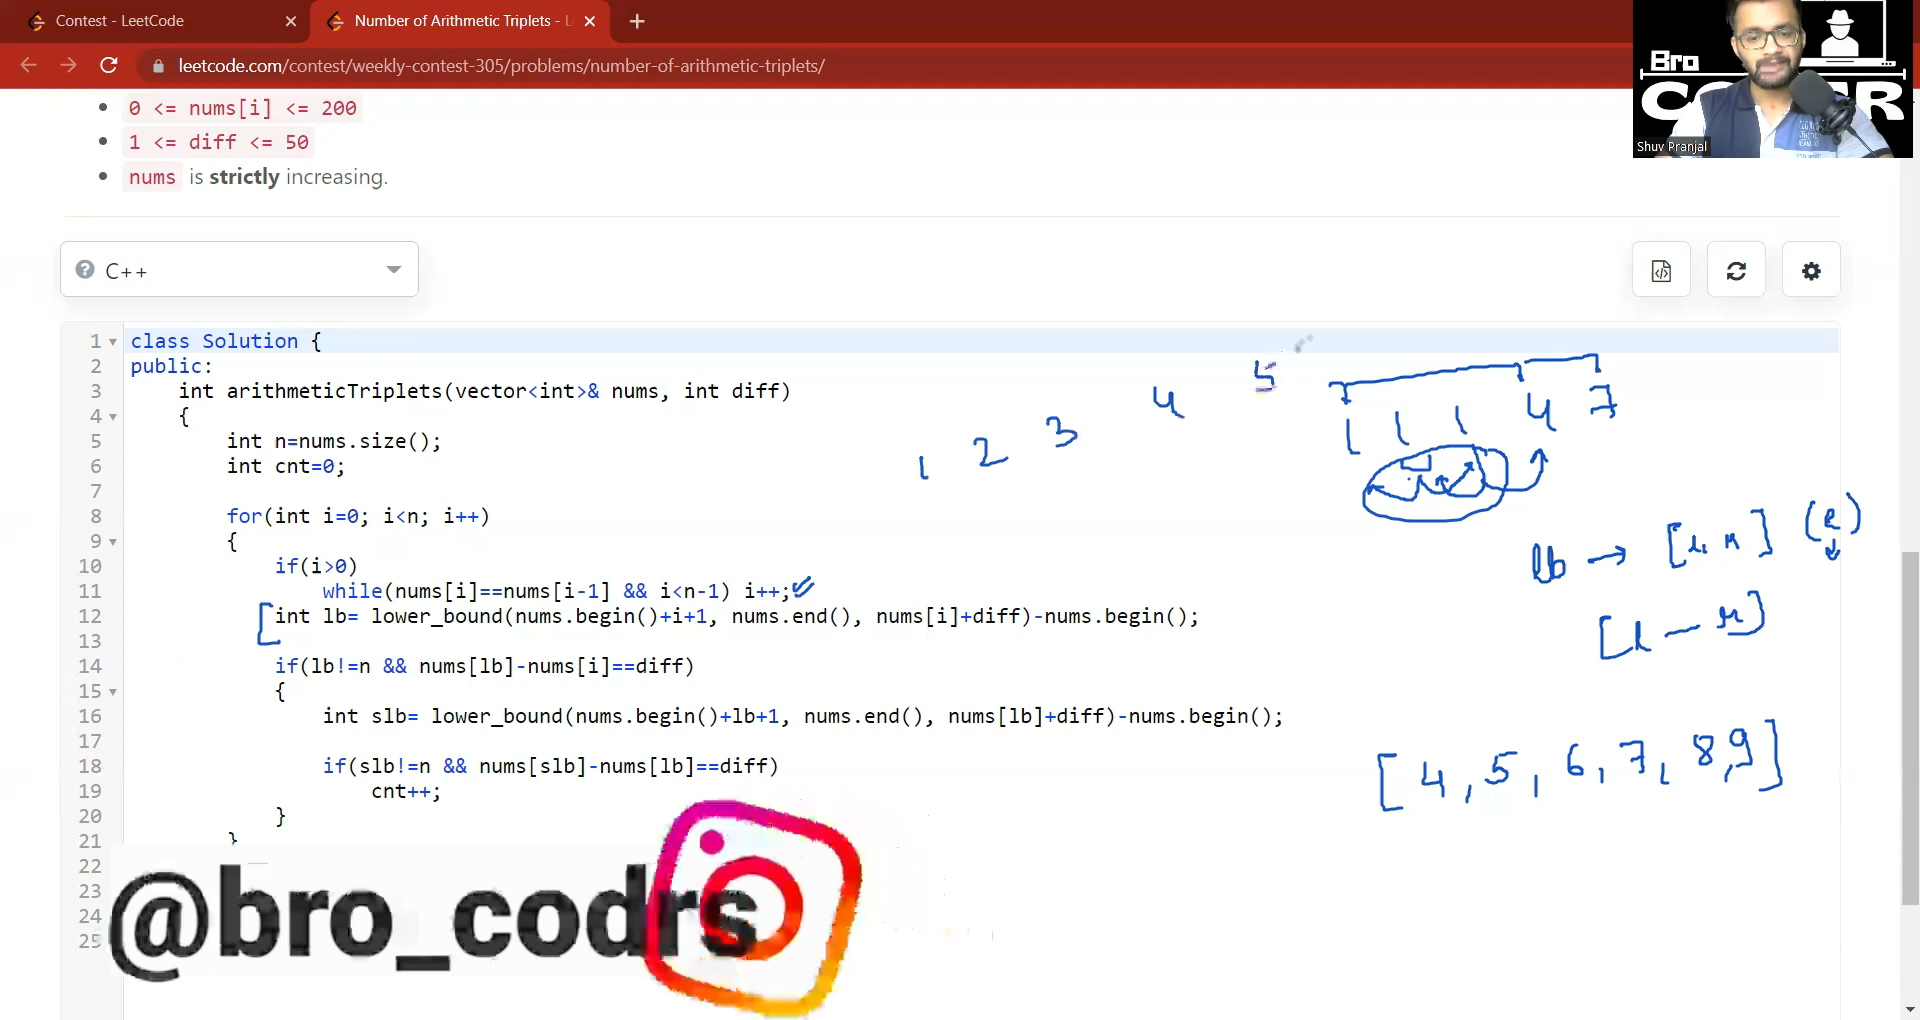 Contest - LeetCode
Number of Arithmetic Triplets - L
leetcode.com/contest/weekly-contest-305/problems/number-of-arithmetic-triplets/
Bro
CODER
Shuv Pranjal
0 <= nums[i] <= 200
1 <= diff <= 50
nums is strictly increasing.
C++
1 class Solution {
2 public:
3 int arithmeticTriplets(vector<int>& nums, int diff)
4 {
5 int n=nums.size();
6 int cnt=0;
7
8 for(int i=0; i<n; i++)
9 {
10 if(i>0)
11 while(nums[i]==nums[i-1] && i<n-1) i++;
12 int lb= lower_bound(nums.begin()+i+1, nums.end(), nums[i]+diff)-nums.begin();
13
14 if(lb!=n && nums[lb]-nums[i]==diff)
15 {
16 int slb= lower_bound(nums.begin()+lb+1, nums.end(), nums[lb]+diff)-nums.begin();
17
18 if(slb!=n && nums[slb]-nums[lb]==diff)
19 cnt++;
20 }
21 }
22
23
24
25
1 2 3 4 5
1 1 1 4 7
lb →
[4, 5, 6, 7, 8, 9]
@bro_codrs